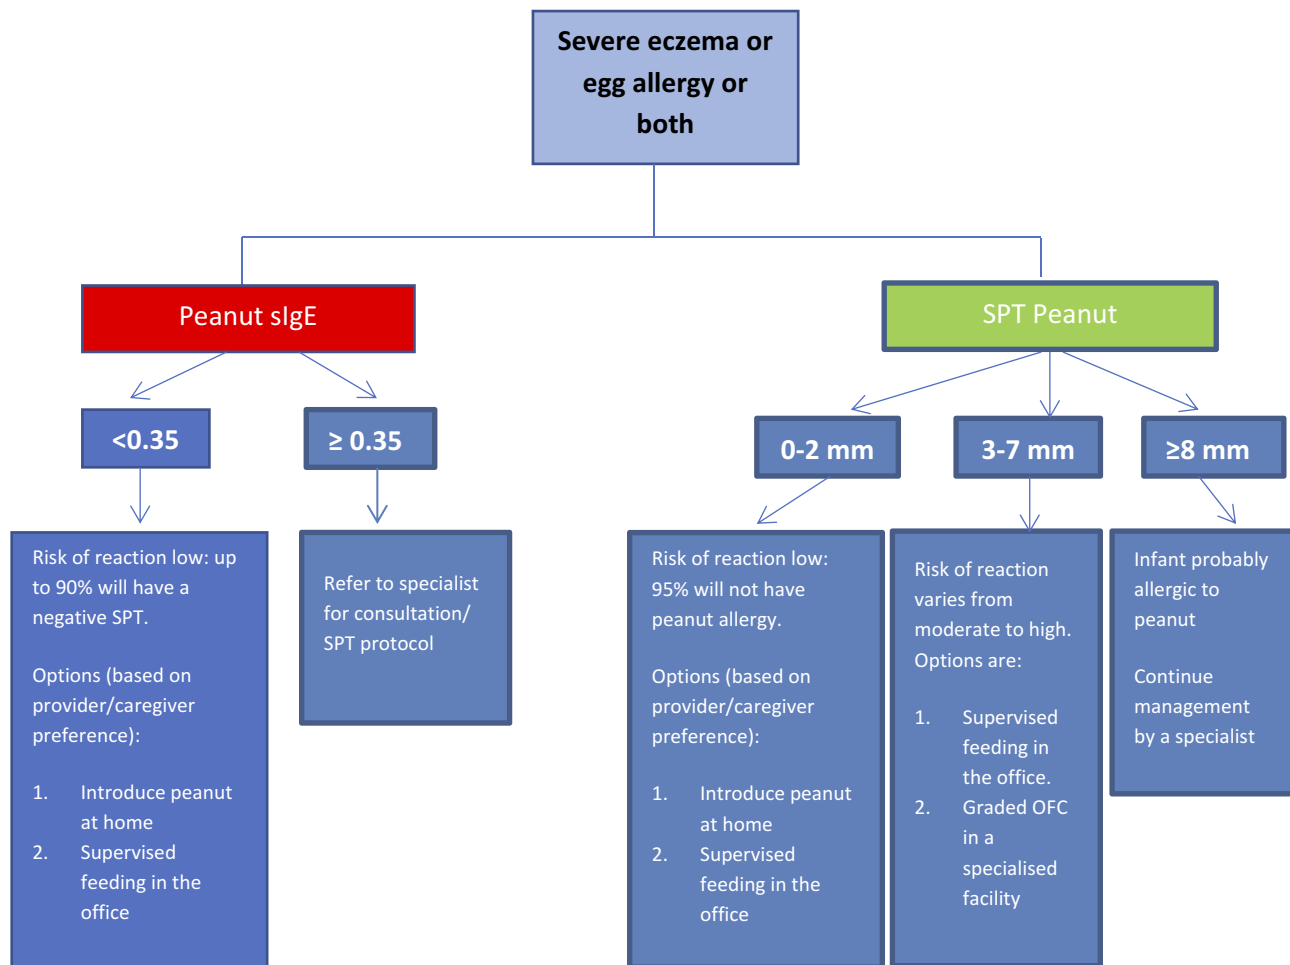 Severe eczema or
egg allergy or
both
Peanut sIgE
SPT Peanut
<0.35
≥ 0.35
0-2 mm
3-7 mm
≥8 mm
Risk of reaction low: up
to 90% will have a
negative SPT.
Options (based on
provider/caregiver
preference):
1. Introduce peanut
at home
2. Supervised
feeding in the
office
Refer to specialist
for consultation/
SPT protocol
Risk of reaction low:
95% will not have
peanut allergy.
Options (based on
provider/caregiver
preference):
1. Introduce peanut
at home
2. Supervised
feeding in the
office
Risk of reaction
varies from
moderate to high.
Options are:
1. Supervised
feeding in
the office.
2. Graded OFC
in a
specialised
facility
Infant probably
allergic to
peanut
Continue
management
by a specialist